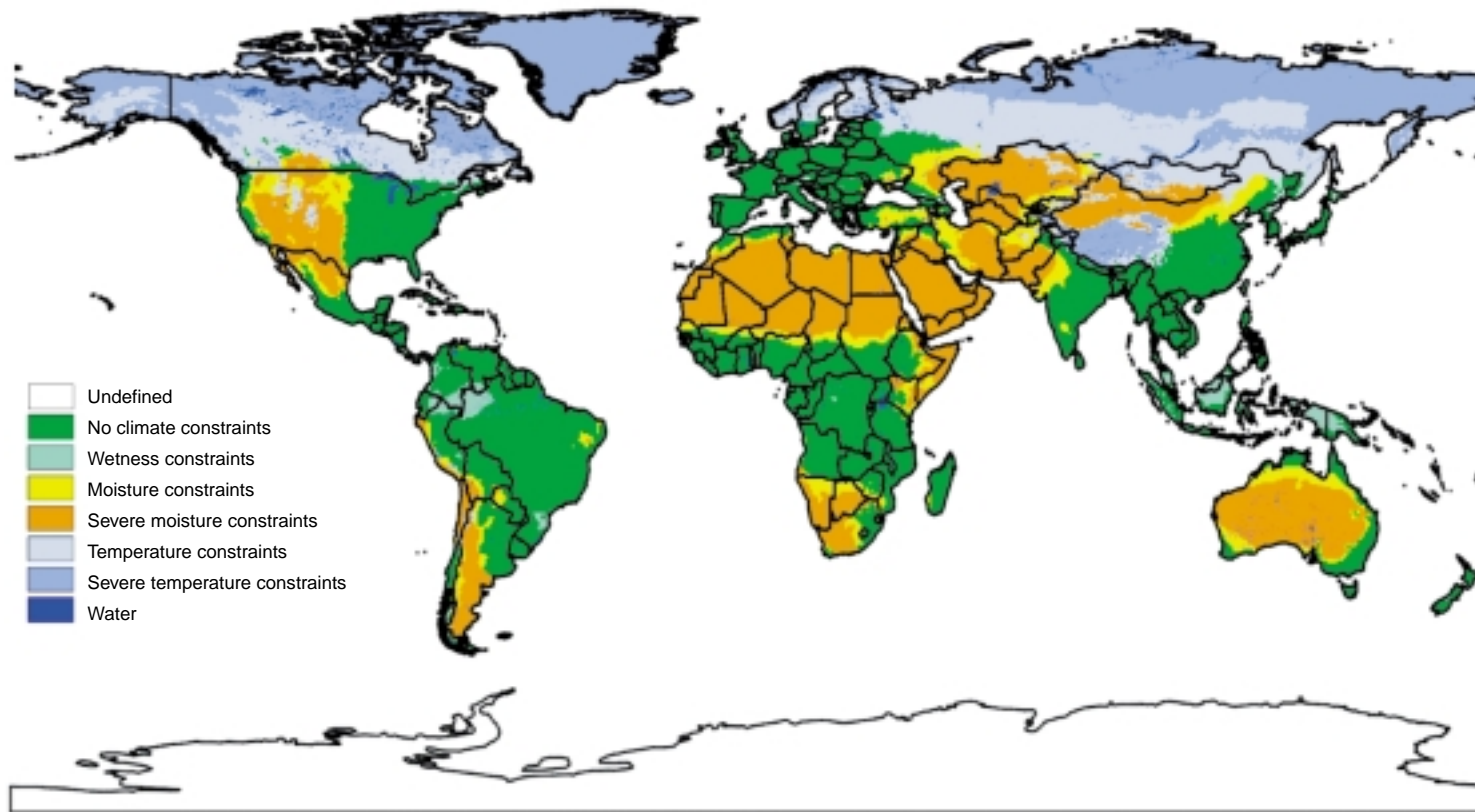 Undefined
No climate constraints
Wetness constraints
Moisture constraints
Severe moisture constraints
Temperature constraints
Severe temperature constraints
Water